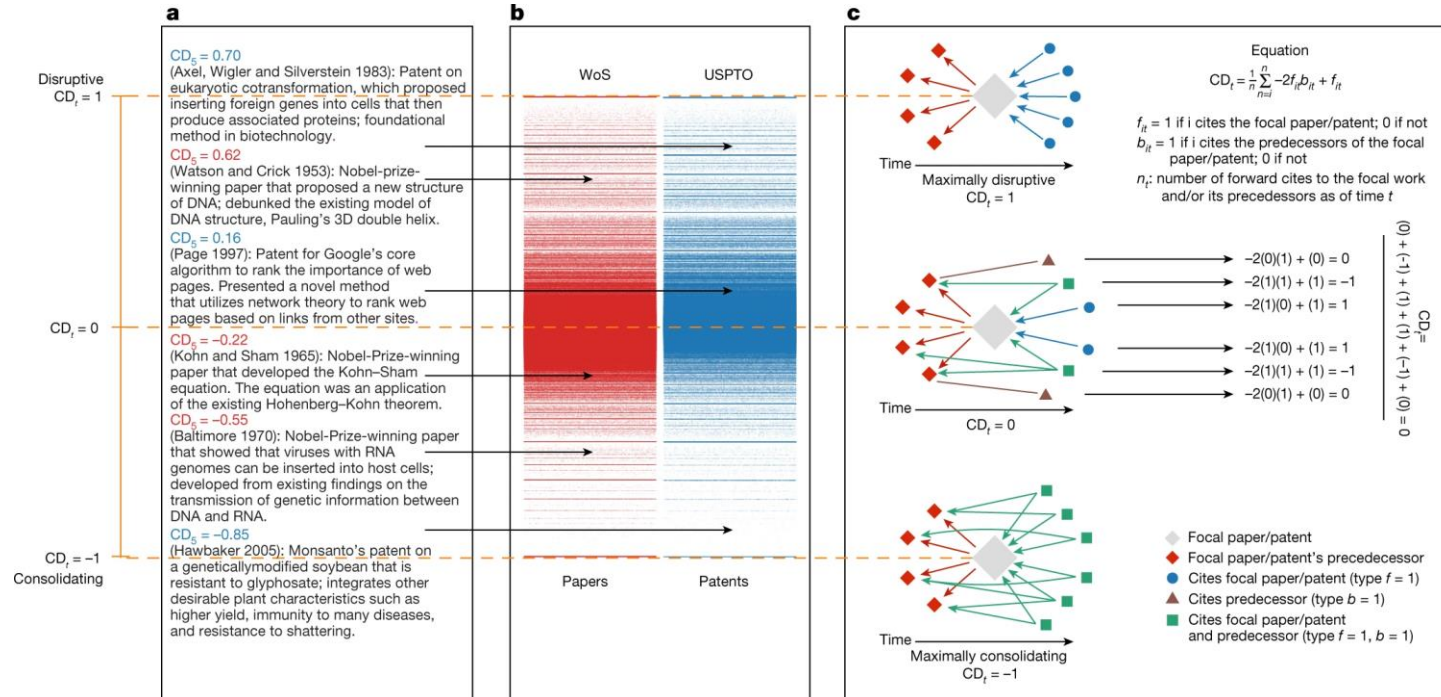 a
b
c
Disruptive
CD_t = 1
CD_t = 0
CD_t = −1
Consolidating
CD_5 = 0.70
(Axel, Wigler and Silverstein 1983): Patent on
eukaryotic cotransformation, which proposed
inserting foreign genes into cells that then
produce associated proteins; foundational
method in biotechnology.
CD_5 = 0.62
(Watson and Crick 1953): Nobel-prize-
winning paper that proposed a new structure
of DNA; debunked the existing model of
DNA structure, Pauling's 3D double helix.
CD_5 = 0.16
(Page 1997): Patent for Google's core
algorithm to rank the importance of web
pages. Presented a novel method
that utilizes network theory to rank web
pages based on links from other sites.
CD_5 = −0.22
(Kohn and Sham 1965): Nobel-Prize-winning
paper that developed the Kohn–Sham
equation. The equation was an application
of the existing Hohenberg–Kohn theorem.
CD_5 = −0.55
(Baltimore 1970): Nobel-Prize-winning paper
that showed that viruses with RNA
genomes can be inserted into host cells;
developed from existing findings on the
transmission of genetic information between
DNA and RNA.
CD_5 = −0.85
(Hawbaker 2005): Monsanto's patent on
a geneticallymodified soybean that is
resistant to glyphosate; integrates other
desirable plant characteristics such as
higher yield, immunity to many diseases,
and resistance to shattering.
WoS
USPTO
Papers
Patents
Time
Maximally disruptive
CD_t = 1
Equation
CD_t = 1/n ∑_{n=i}^{n} −2f_{it}b_{it} + f_{it}
f_{it} = 1 if i cites the focal paper/patent; 0 if not
b_{it} = 1 if i cites the predecessors of the focal
paper/patent; 0 if not
n_t: number of forward cites to the focal work
and/or its precedessors as of time t
−2(0)(1) + (0) = 0
−2(1)(1) + (1) = −1
−2(1)(0) + (1) = 1
−2(1)(0) + (1) = 1
−2(1)(1) + (1) = −1
−2(0)(1) + (0) = 0
CD_t=
(0) + (−1) + (1) + (1) + (−1) + (0) = 0
Time
CD_t = 0
Time
Maximally consolidating
CD_t = −1
Focal paper/patent
Focal paper/patent's precedecessor
Cites focal paper/patent (type f = 1)
Cites predecessor (type b = 1)
Cites focal paper/patent
and predecessor (type f = 1, b = 1)